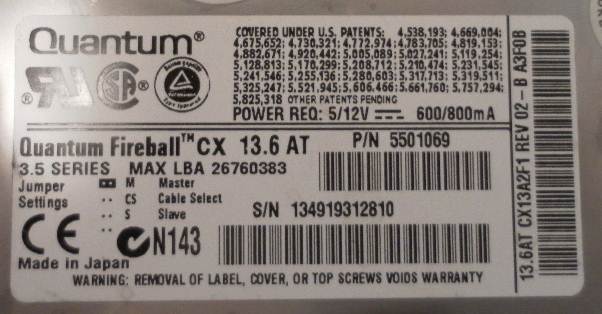 Quantum®
COVERED UNDER U.S. PATENTS: 4,538,193; 4,669,004;
4,675,652; 4,730,321; 4,772,974; 4,783,705; 4,819,153;
4,882,671; 4,920,442; 5,005,089; 5,027,241; 5,119,254;
5,128,813; 5,170,299; 5,208,712; 5,210,474; 5,231,545;
5,241,546; 5,255,136; 5,280,603; 5,317,713; 5,319,511;
5,325,247; 5,521,945; 5,606,466; 5,661,760; 5,757,294;
5,825,318 OTHER PATENTS PENDING
POWER REQ: 5/12V 600/800mA
Quantum Fireball™CX 13.6 AT P/N 5501069
3.5 SERIES MAX LBA 26760383
Jumper Settings
M Master
CS Cable Select
S Slave
S/N 134919312810
CE N143
Made in Japan
WARNING: REMOVAL OF LABEL, COVER, OR TOP SCREWS VOIDS WARRANTY
13.6AT CX13A2F1 REV 02-B A3F0B